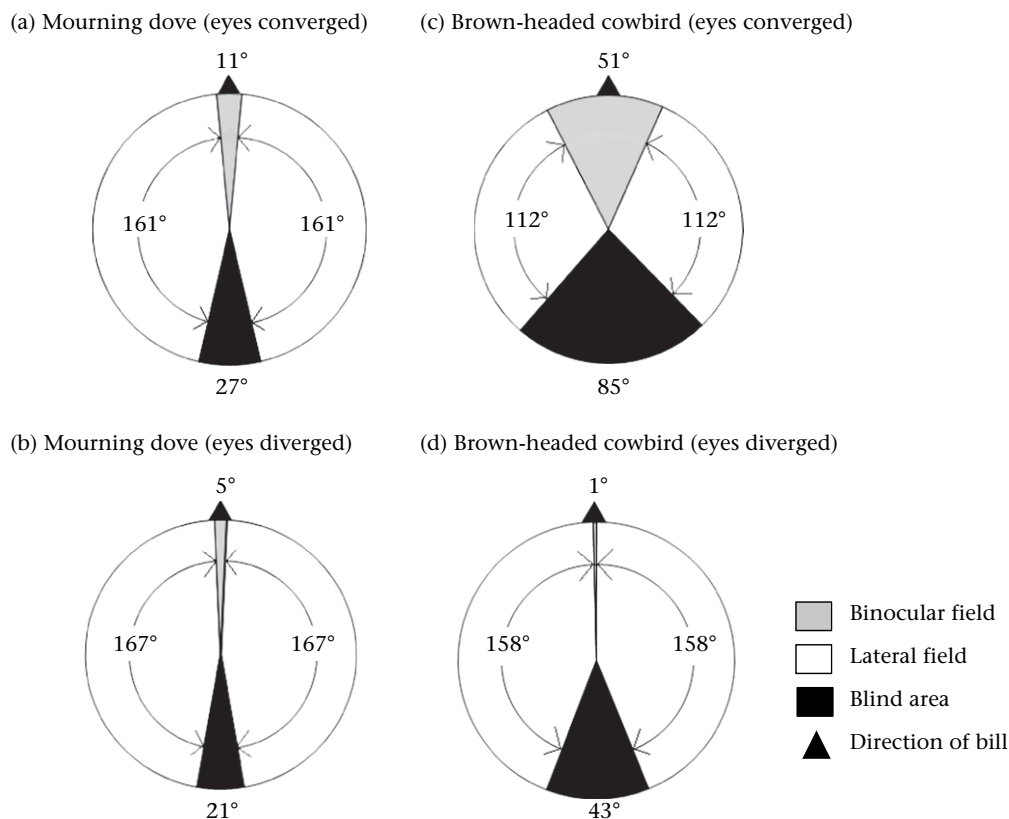 (a) Mourning dove (eyes converged)
11°
161°
161°
27°
(c) Brown-headed cowbird (eyes converged)
51°
112°
112°
85°
(b) Mourning dove (eyes diverged)
5°
167°
167°
21°
(d) Brown-headed cowbird (eyes diverged)
1°
158°
158°
43°
Binocular field
Lateral field
Blind area
Direction of bill